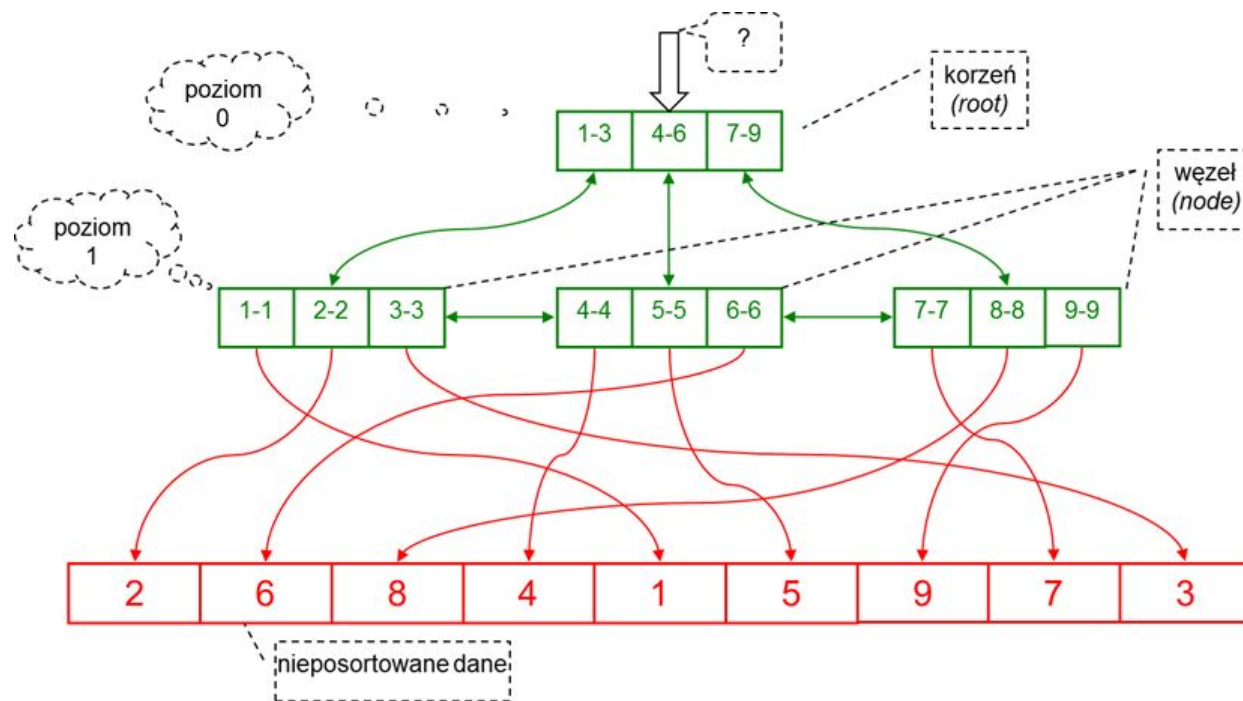 ?
poziom
0
korzeń
(root)
1-3 4-6 7-9
węzeł
(node)
poziom
1
1-1 2-2 3-3 4-4 5-5 6-6 7-7 8-8 9-9
2 6 8 4 1 5 9 7 3
nieposortowane dane